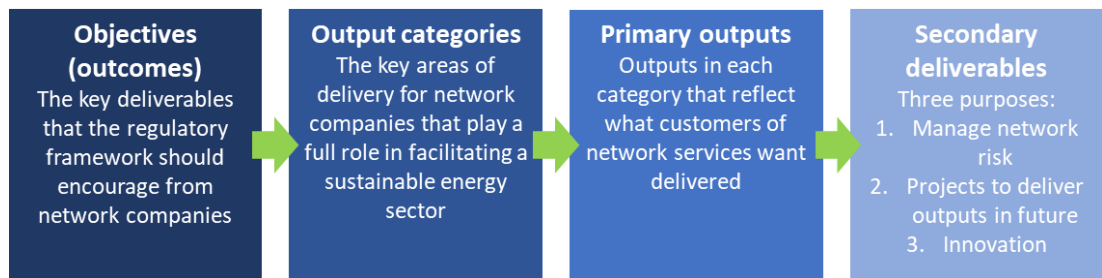 Objectives
(outcomes)
The key deliverables
that the regulatory
framework should
encourage from
network companies
Output categories
The key areas of
delivery for network
companies that play a
full role in facilitating a
sustainable energy
sector
Primary outputs
Outputs in each
category that reflect
what customers of
network services want
delivered
Secondary
deliverables
Three purposes:
1. Manage network
risk
2. Projects to deliver
outputs in future
3. Innovation